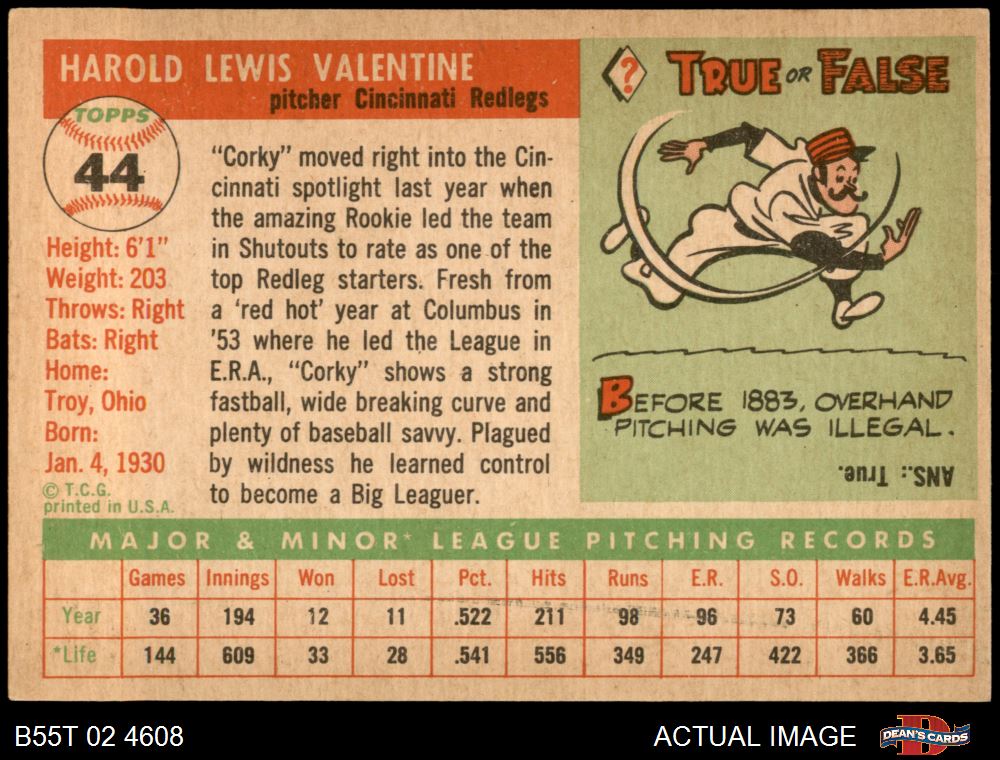 HAROLD LEWIS VALENTINE
pitcher Cincinnati Redlegs
TOPPS
44
Height: 6'1"
Weight: 203
Throws: Right
Bats: Right
Home:
Troy, Ohio
Born:
Jan. 4, 1930
© T.C.G.
printed in U.S.A.
"Corky" moved right into the Cin-
cinnati spotlight last year when
the amazing Rookie led the team
in Shutouts to rate as one of the
top Redleg starters. Fresh from
a 'red hot' year at Columbus in
'53 where he led the League in
E.R.A., "Corky" shows a strong
fastball, wide breaking curve and
plenty of baseball savvy. Plagued
by wildness he learned control
to become a Big Leaguer.
? TRUE OR FALSE
BEFORE 1883, OVERHAND
PITCHING WAS ILLEGAL.
ANS.: True.
MAJOR & MINOR* LEAGUE PITCHING RECORDS
Games Innings Won Lost Pct. Hits Runs E.R. S.O. Walks E.R.Avg.
Year 36 194 12 11 .522 211 98 96 73 60 4.45
*Life 144 609 33 28 .541 556 349 247 422 366 3.65
B55T 02 4608
ACTUAL IMAGE
D
DEAN'S CARDS